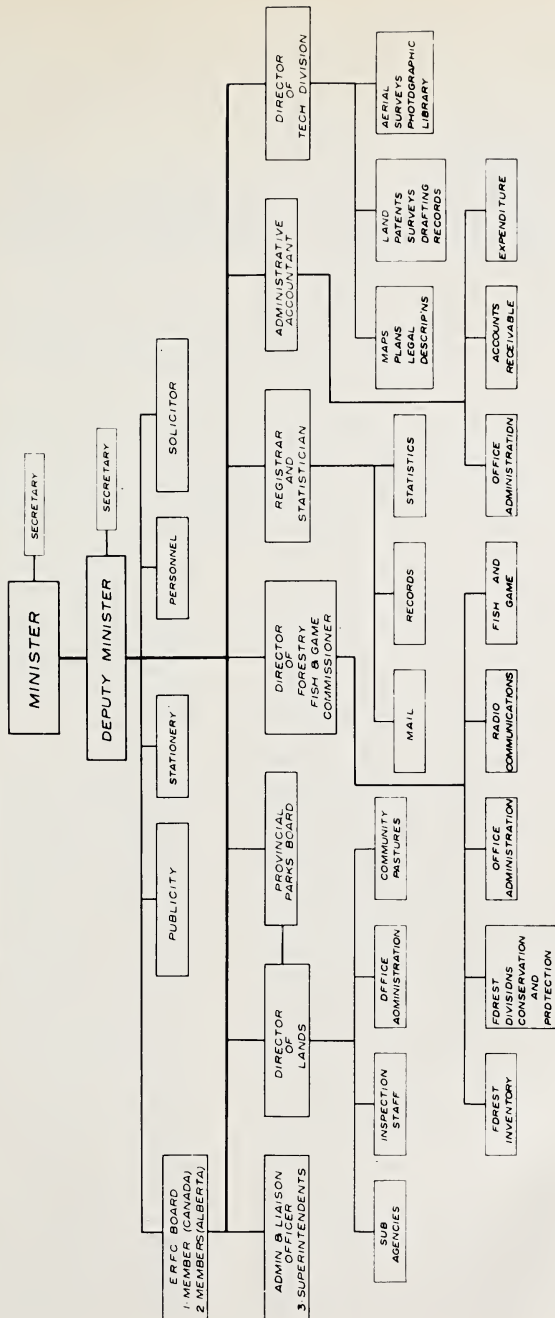 MINISTER
SECRETARY
DEPUTY MINISTER
SECRETARY
ERFC BOARD
1·MEMBER (CANADA)
2 MEMBERS (ALBERTA)
PUBLICITY
STATIONERY
PERSONNEL
SOLICITOR
ADMIN & LIAISON
OFFICER
3·SUPERINTENDENTS
DIRECTOR
OF
LANDS
PROVINCIAL
PARKS BOARD
DIRECTOR
OF
FORESTRY
FISH & GAME
COMMISSIONER
REGISTRAR
AND
STATISTICIAN
ADMINISTRATIVE
ACCOUNTANT
DIRECTOR
OF
TECH DIVISION
SUB
AGENCIES
INSPECTION
STAFF
OFFICE
ADMINISTRATION
COMMUNITY
PASTURES
MAIL
RECORDS
STATISTICS
MAPS
PLANS
LEGAL
DESCRIP'NS
LAND
PATENTS
SURVEYS
DRAFTING
RECORDS
AERIAL
SURVEYS
PHOTOGRAPHIC
LIBRARY
FOREST
INVENTORY
FOREST
DIVISIONS
CONSERVATION
AND
PROTECTION
OFFICE
ADMINISTRATION
RADIO
COMMUNICATIONS
FISH AND
GAME
OFFICE
ADMINISTRATION
ACCOUNTS
RECEIVABLE
EXPENDITURE